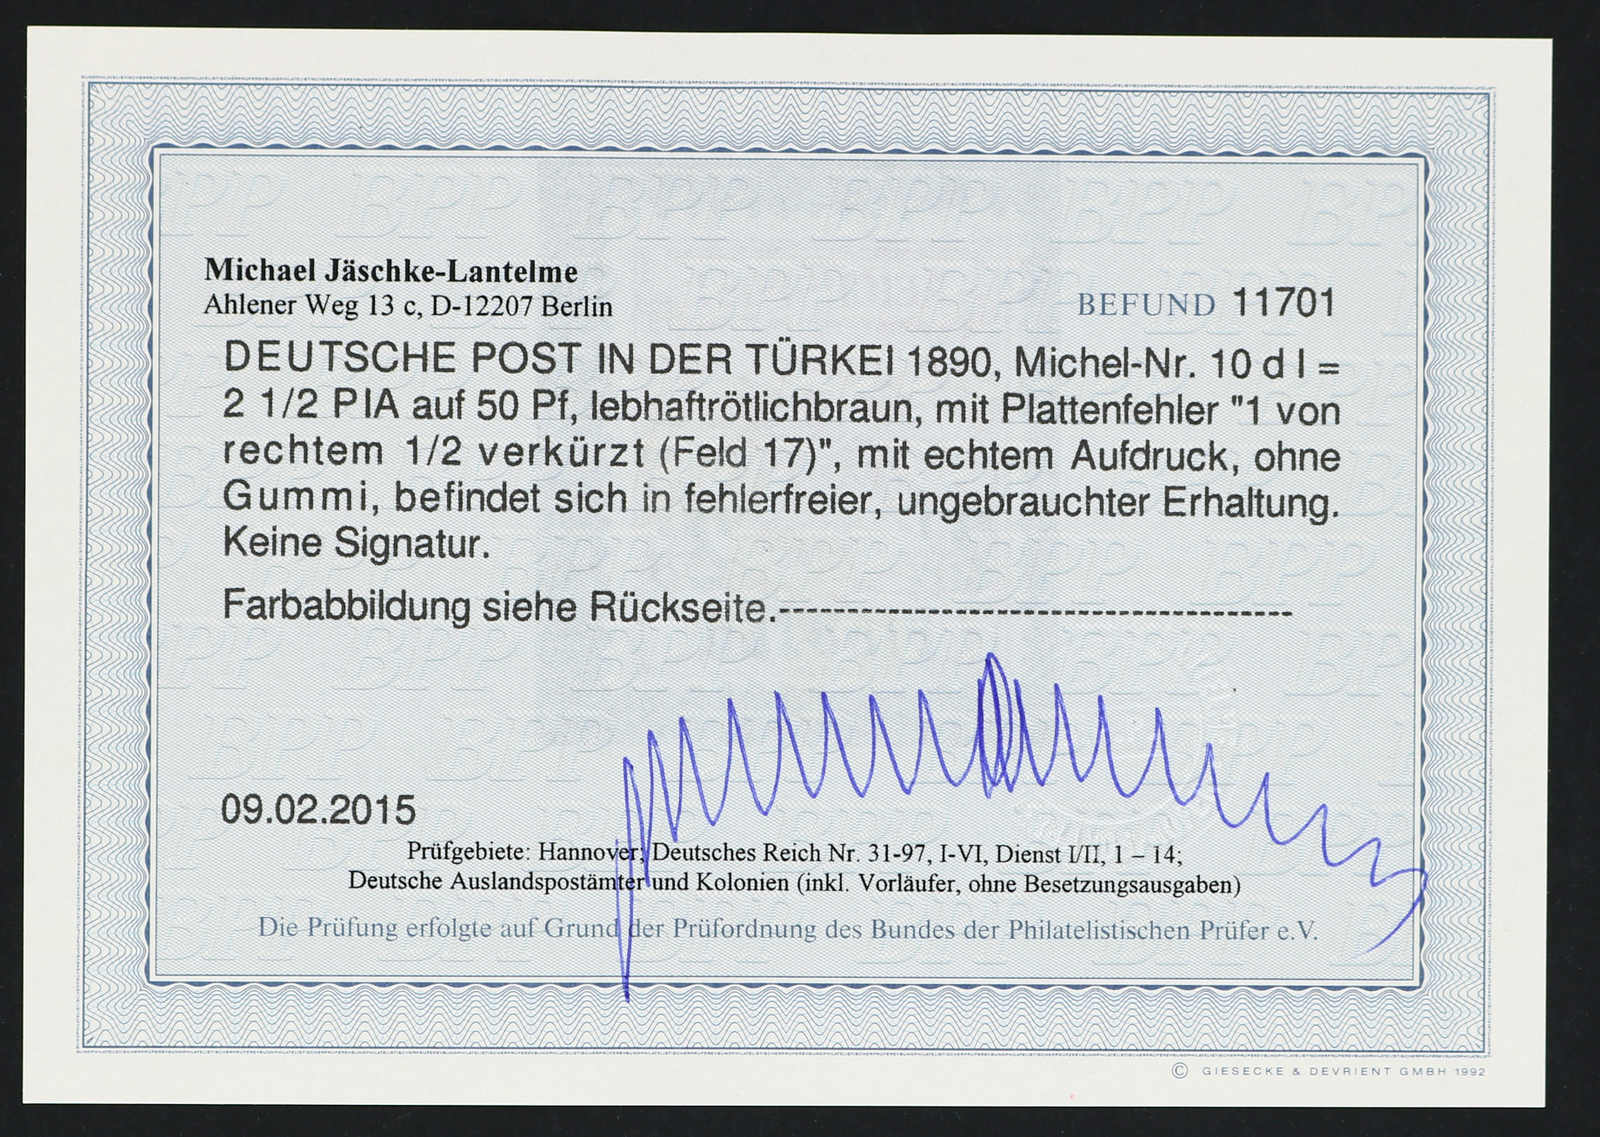 Michael Jäschke-Lantelme
Ahlener Weg 13 c, D-12207 Berlin
BEFUND 11701
DEUTSCHE POST IN DER TÜRKEI 1890, Michel-Nr. 10 d I =
2 1/2 PIA auf 50 Pf, lebhaftrötlichbraun, mit Plattenfehler "1 von
rechtem 1/2 verkürzt (Feld 17)", mit echtem Aufdruck, ohne
Gummi, befindet sich in fehlerfreier, ungebrauchter Erhaltung.
Keine Signatur.
Farbabbildung siehe Rückseite.--------------------------------------
09.02.2015
Prüfgebiete: Hannover; Deutsches Reich Nr. 31-97, I-VI, Dienst I/II, 1 – 14;
Deutsche Auslandspostämter und Kolonien (inkl. Vorläufer, ohne Besetzungsausgaben)
Die Prüfung erfolgte auf Grund der Prüfordnung des Bundes der Philatelistischen Prüfer e.V.
© GIESECKE & DEVRIENT GMBH 1992